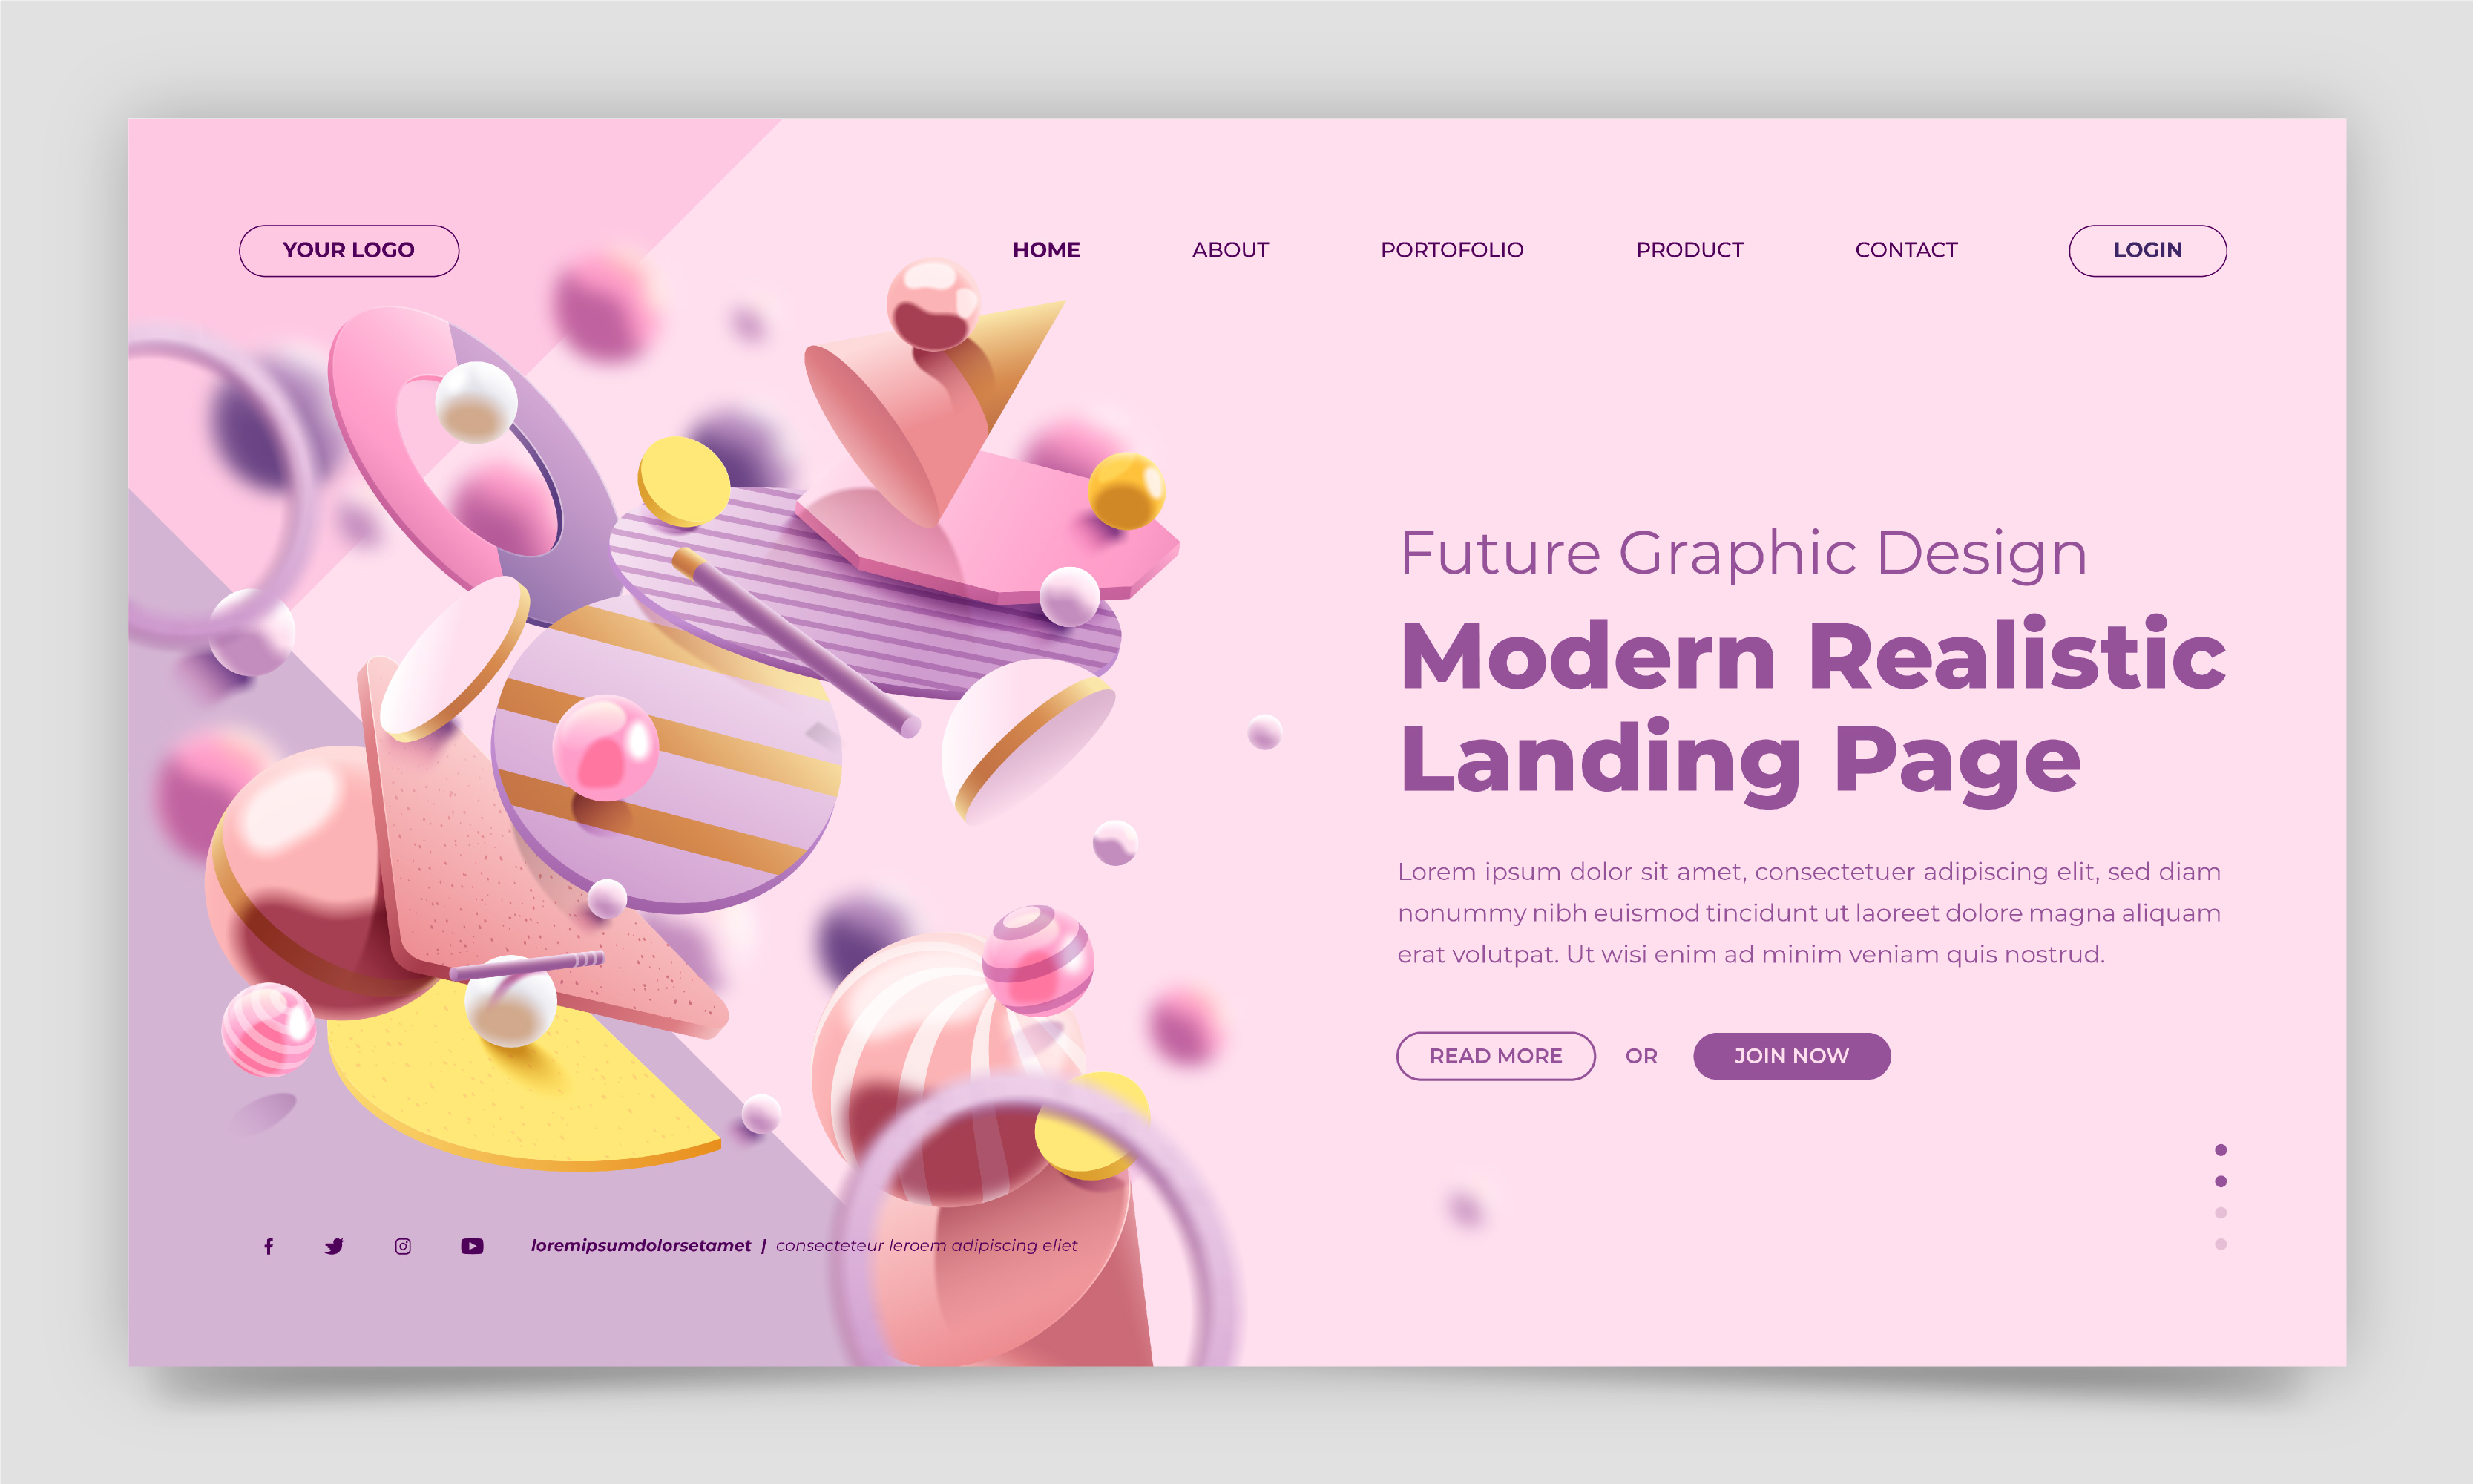 YOUR LOGO
HOME ABOUT PORTOFOLIO PRODUCT CONTACT LOGIN
Future Graphic Design
Modern Realistic
Landing Page
Lorem ipsum dolor sit amet, consectetuer adipiscing elit, sed diam
nonummy nibh euismod tincidunt ut laoreet dolore magna aliquam
erat volutpat. Ut wisi enim ad minim veniam quis nostrud.
READ MORE OR JOIN NOW
loremipsumdolorsetamet | consecteteur leroem adipiscing eliet